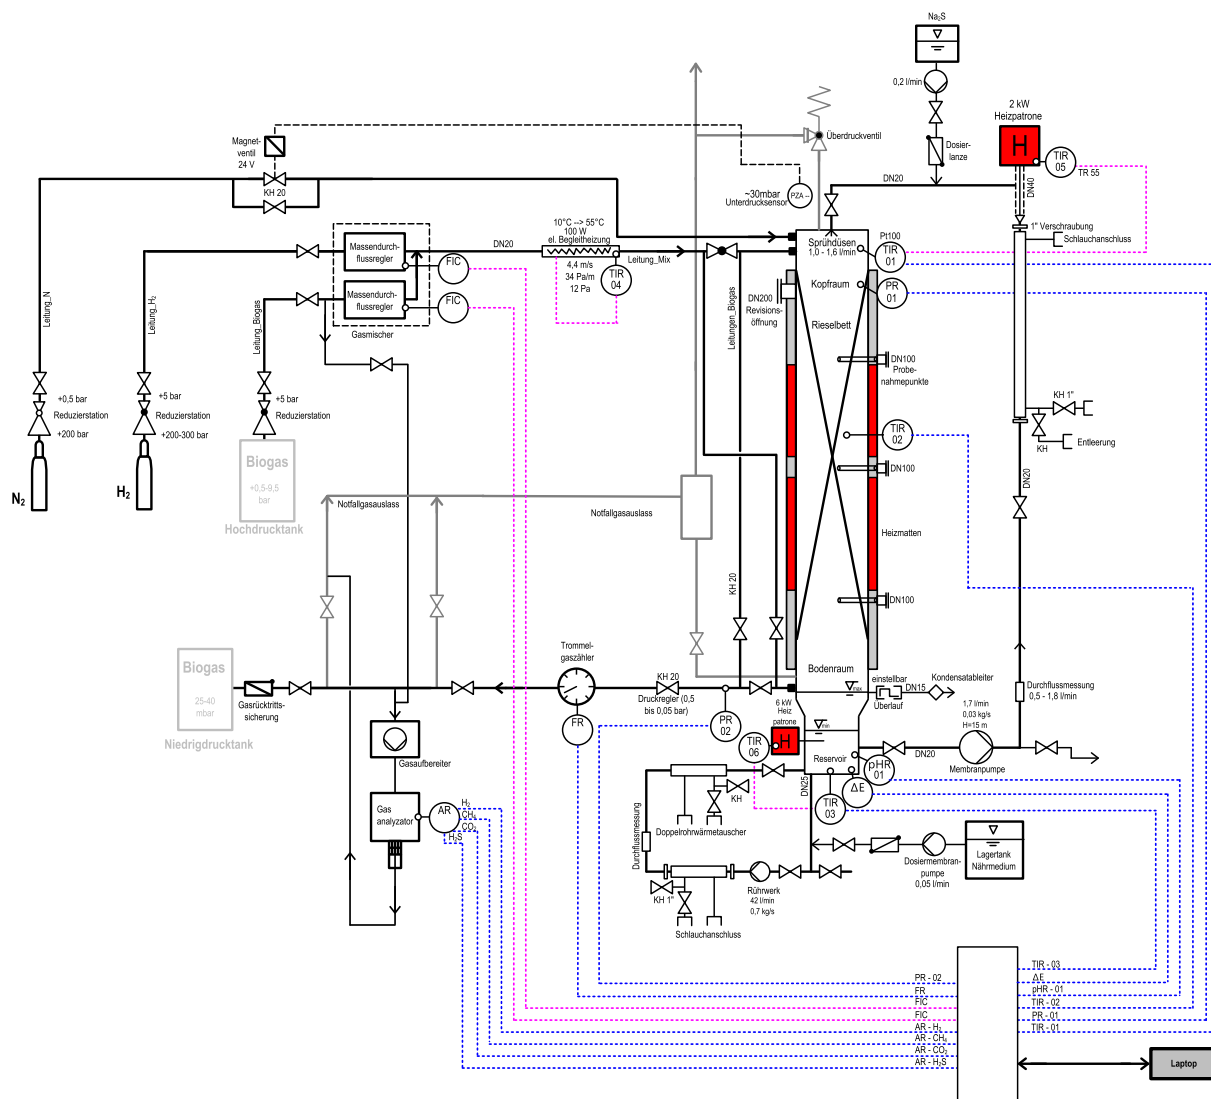 Na₂S
0,2 l/min
2 kW
Heizpatrone
H
TIR
05
TR 55
Dosier-
lanze
DN20
DN40
Magnet-
ventil
24 V
KH 20
Überdruckventil
~30mbar
Unterdrucksensor
PZA --
1" Verschraubung
Schlauchanschluss
Pt100
Sprühdüsen
1,0 - 1,6 l/min
TIR
01
10°C --> 55°C
100 W
el. Begleitheizung
DN20
4,4 m/s
34 Pa/m
12 Pa
TIR
04
Leitung_Mix
Massendurch-
flussregler
FIC
Massendurch-
flussregler
FIC
Gasmischer
Kopfraum
PR
01
DN200
Revisions-
öffnung
Rieselbett
Leitung_N
Leitung_H₂
Leitung_Biogas
Leitungen_Biogas
DN100
Probe-
nahmepunkte
+0,5 bar
Reduzierstation
+200 bar
+5 bar
Reduzierstation
+200-300 bar
+5 bar
Reduzierstation
KH 1"
KH
Entleerung
TIR
02
N₂
H₂
Biogas
+0.5-9,5
bar
Hochdrucktank
DN100
DN20
Notfallgasauslass
Notfallgasauslass
Heizmatten
KH 20
DN100
Biogas
25-40
mbar
Niedrigdrucktank
Gasrücktritts-
sicherung
Trommel-
gaszähler
FR
KH 20
Druckregler (0,5
bis 0,05 bar)
PR
02
Bodenraum
max
einstellbar
DN15
Überlauf
Kondensatableiter
Durchflussmessung
0,5 - 1,8 l/min
1,7 l/min
0,03 kg/s
H=15 m
6 kW
Heiz
patrone
H
TIR
06
min
Reservoir
pHR
01
ΔE
TIR
03
DN20
Membranpumpe
DN25
Gasaufbereiter
Gas
analyzator
AR
H₂
CH₄
CO₂
H₂S
KH
Doppelrohrwärmetauscher
Durchflussmessung
KH 1"
Schlauchanschluss
Rührwerk
42 l/min
0,7 kg/s
Dosiermembran-
pumpe
0,05 l/min
Lagertank
Nährmedium
PR - 02
FR
FIC
FIC
AR - H₂
AR - CH₄
AR - CO₂
AR - H₂S
TIR - 03
ΔE
pHR - 01
TIR - 02
PR - 01
TIR - 01
Laptop